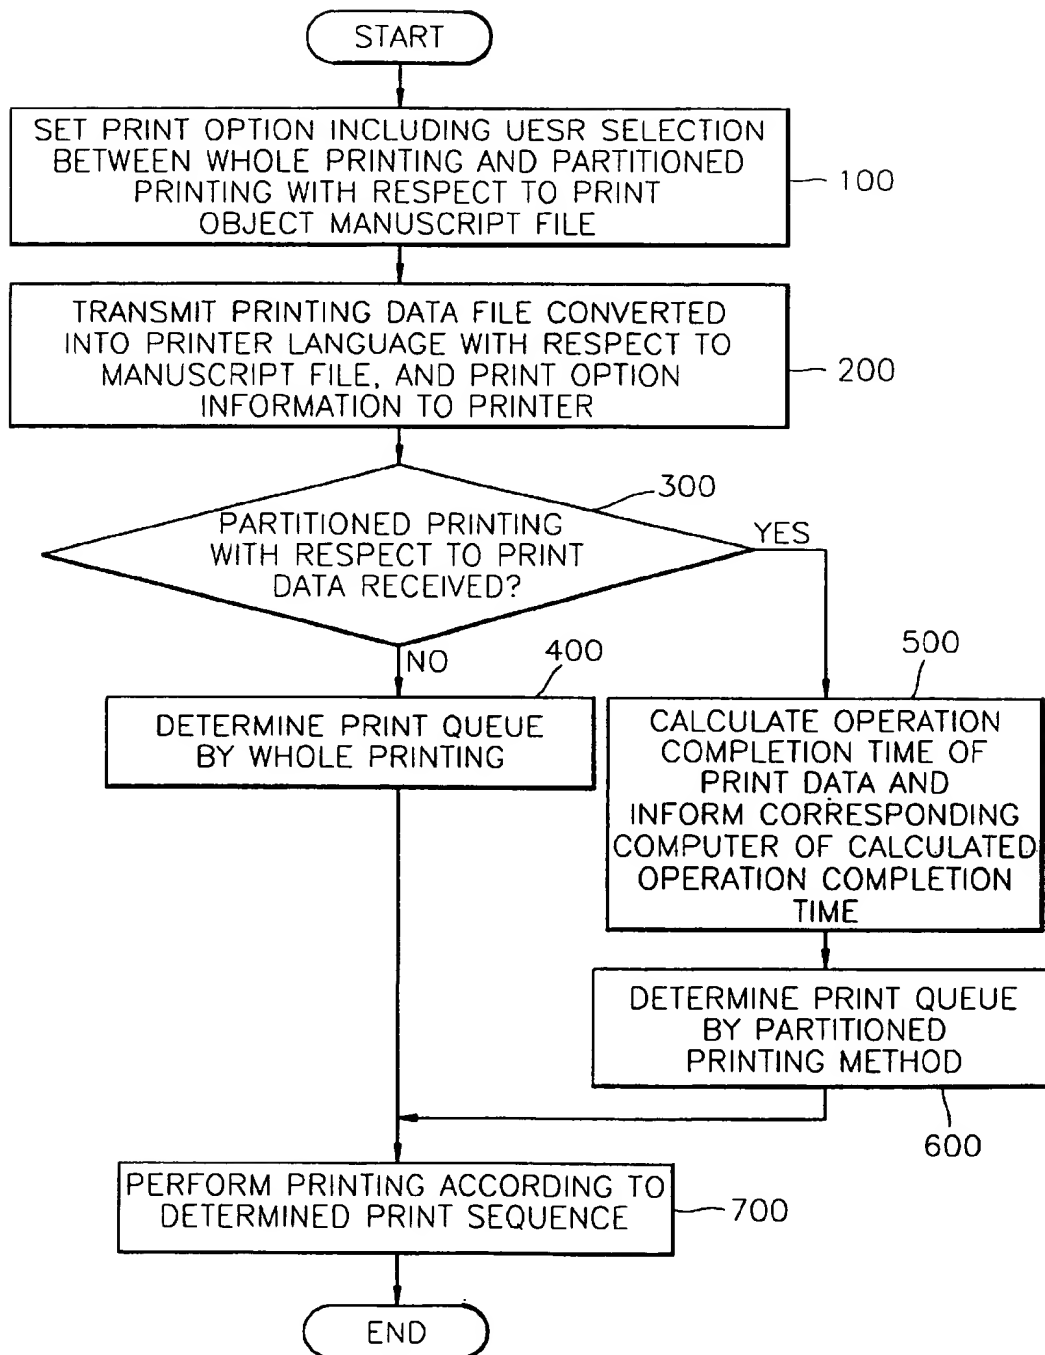 START
SET PRINT OPTION INCLUDING UESR SELECTION
BETWEEN WHOLE PRINTING AND PARTITIONED
PRINTING WITH RESPECT TO PRINT
OBJECT MANUSCRIPT FILE
100
TRANSMIT PRINTING DATA FILE CONVERTED
INTO PRINTER LANGUAGE WITH RESPECT TO
MANUSCRIPT FILE, AND PRINT OPTION
INFORMATION TO PRINTER
200
300
PARTITIONED PRINTING
WITH RESPECT TO PRINT
DATA RECEIVED?
YES
NO
400
DETERMINE PRINT QUEUE
BY WHOLE PRINTING
500
CALCULATE OPERATION
COMPLETION TIME OF
PRINT DATA AND
INFORM CORRESPONDING
COMPUTER OF CALCULATED
OPERATION COMPLETION
TIME
DETERMINE PRINT QUEUE
BY PARTITIONED
PRINTING METHOD
600
PERFORM PRINTING ACCORDING TO
DETERMINED PRINT SEQUENCE
700
END